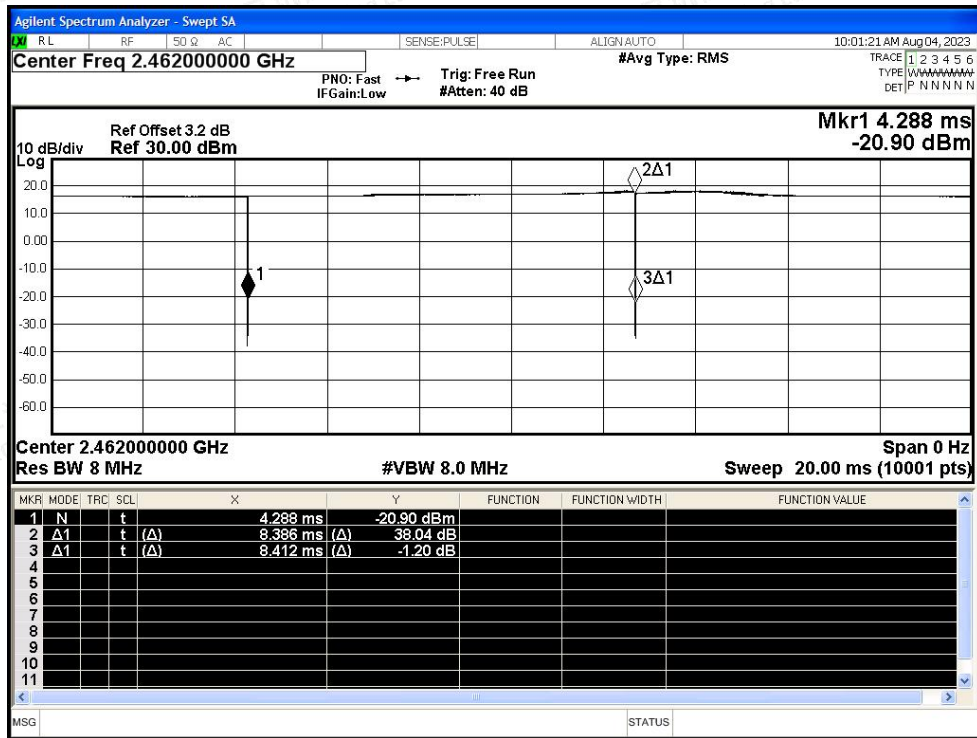 Agilent Spectrum Analyzer - Swept SA
LXI RL RF 50 Ω AC SENSE:PULSE ALIGN AUTO 10:01:21 AM Aug 04, 2023
Center Freq 2.462000000 GHz #Avg Type: RMS TRACE 1 2 3 4 5 6
PNO: Fast Trig: Free Run TYPE WWWWWW
IFGain:Low #Atten: 40 dB DET P N N N N N
Mkr1 4.288 ms
Ref Offset 3.2 dB
10 dB/div Ref 30.00 dBm -20.90 dBm
Log
2Δ1
20.0
10.0
0.00
-10.0
1 3Δ1
-20.0
-30.0
-40.0
-50.0
-60.0
Center 2.462000000 GHz Span 0 Hz
Res BW 8 MHz #VBW 8.0 MHz Sweep 20.00 ms (10001 pts)
MKR MODE TRC SCL X Y FUNCTION FUNCTION WIDTH FUNCTION VALUE
1 N t 4.288 ms -20.90 dBm
2 Δ1 t (Δ) 8.386 ms (Δ) 38.04 dB
3 Δ1 t (Δ) 8.412 ms (Δ) -1.20 dB
4
5
6
7
8
9
10
11
MSG STATUS